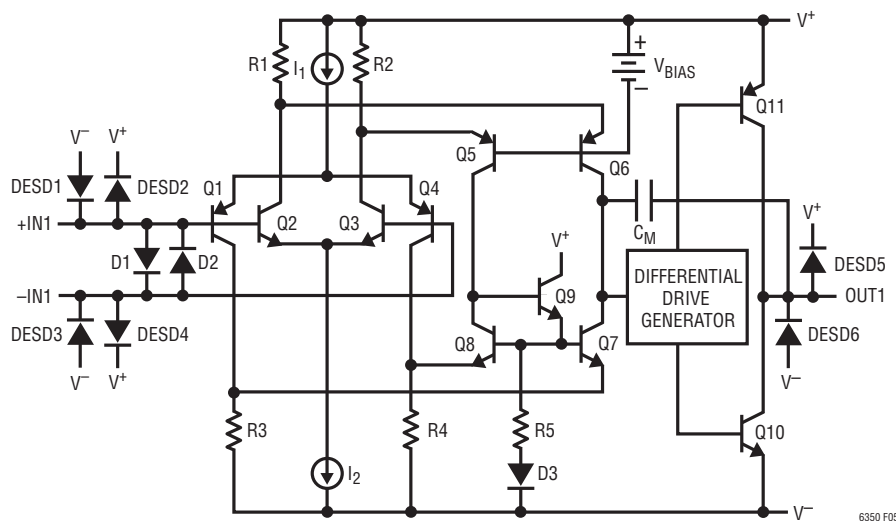 V+
R1
I1
R2
+
VBIAS
−
Q11
V− V+
DESD1 DESD2
Q1
Q4
Q5
Q6
+IN1
Q2 Q3
CM
V+
D1 D2
V+
DESD5
−IN1
Q9
DIFFERENTIAL
DRIVE
GENERATOR
OUT1
DESD3 DESD4
Q8 Q7
DESD6
V− V+
V−
R3 R4 R5
Q10
I2
D3
V−
6350 F05